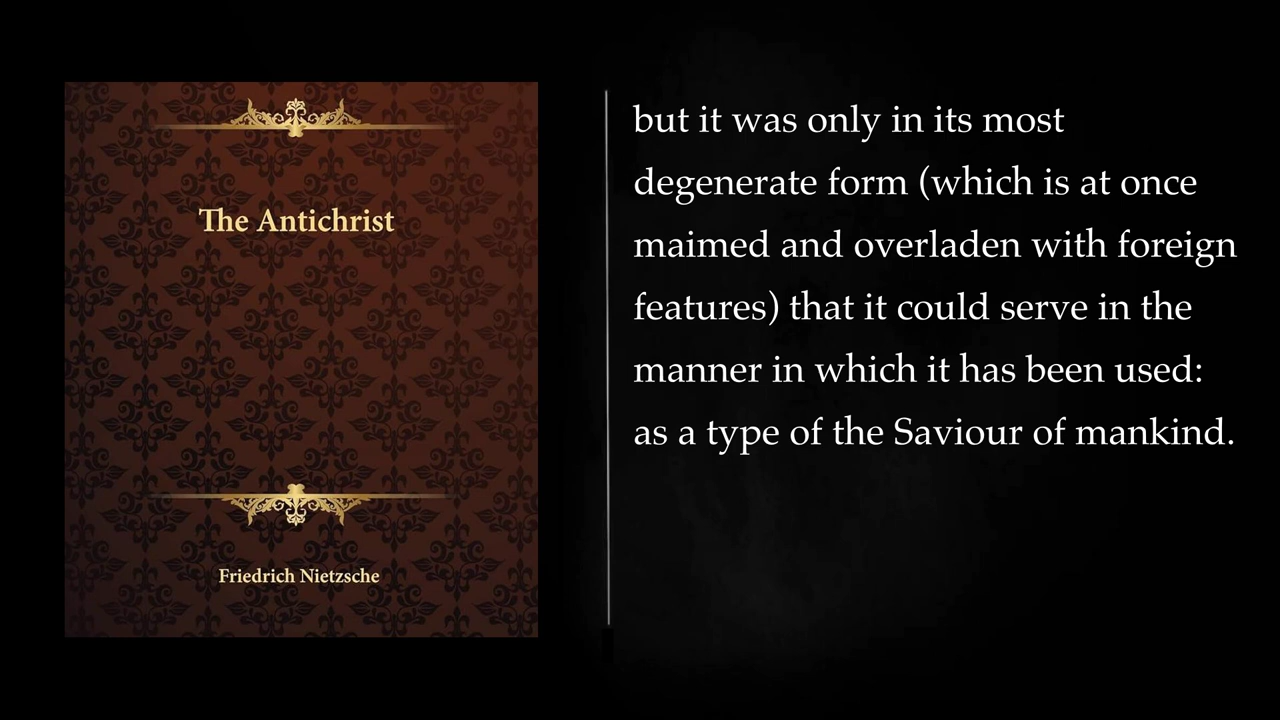 The Antichrist
Friedrich Nietzsche
but it was only in its most
degenerate form (which is at once
maimed and overladen with foreign
features) that it could serve in the
manner in which it has been used:
as a type of the Saviour of mankind.